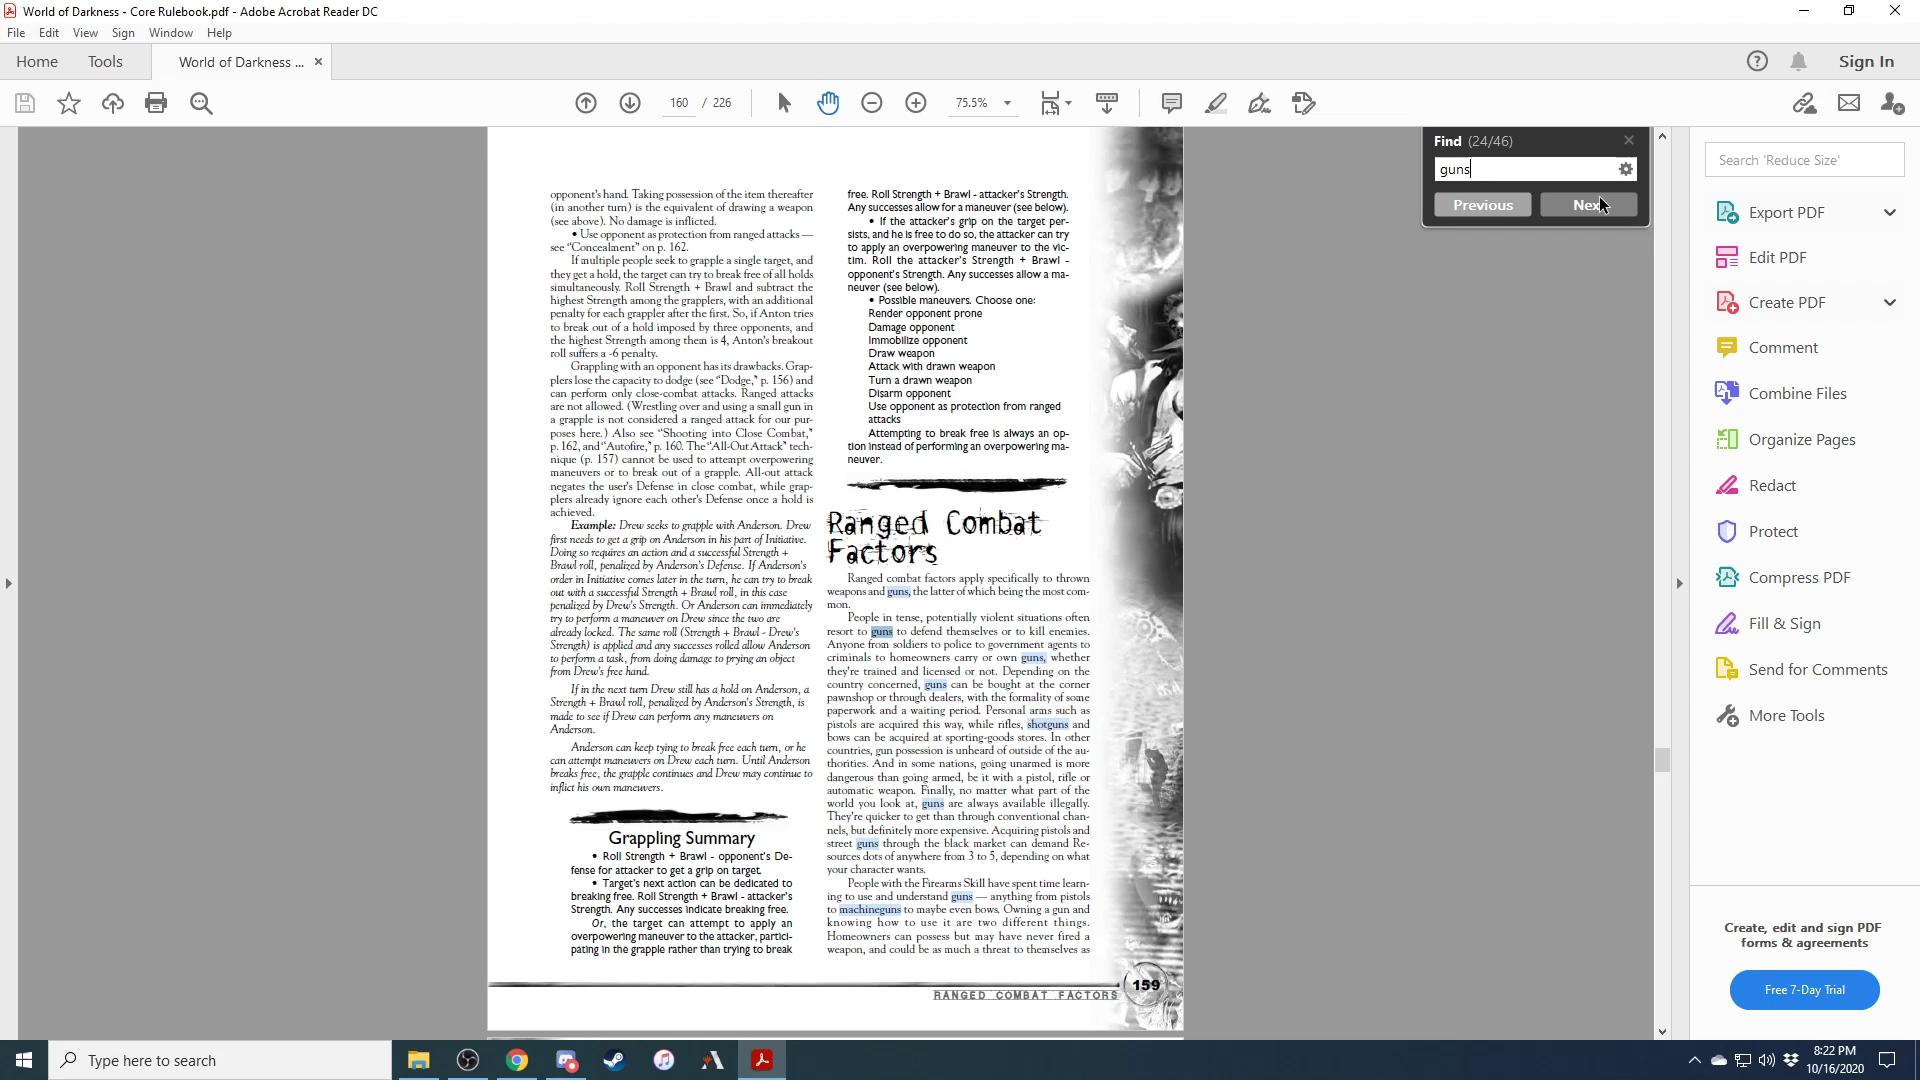 World of Darkness - Core Rulebook.pdf - Adobe Acrobat Reader DC
File Edit View Sign Window Help
Home Tools World of Darkness ... × Sign In
160 / 226 75.5%
Find (24/46)
guns
Previous Next
opponent's hand. Taking possession of the item thereafter
(in another turn) is the equivalent of drawing a weapon
(see above). No damage is inflicted.
• Use opponent as protection from ranged attacks —
see "Concealment" on p. 162.
If multiple people seek to grapple a single target, and
they get a hold, the target can try to break free of all holds
simultaneously. Roll Strength + Brawl and subtract the
highest Strength among the grapplers, with an additional
penalty for each grappler after the first. So, if Anton tries
to break out of a hold imposed by three opponents, and
the highest Strength among them is 4, Anton's breakout
roll suffers a -6 penalty.
Grappling with an opponent has its drawbacks. Grap-
plers lose the capacity to dodge (see "Dodge," p. 156) and
can perform only close-combat attacks. Ranged attacks
are not allowed. (Wrestling over and using a small gun in
a grapple is not considered a ranged attack for our pur-
poses here.) Also see "Shooting into Close Combat,"
p. 162, and "Autofire," p. 160. The "All-Out Attack" tech-
nique (p. 157) cannot be used to attempt overpowering
maneuvers or to break out of a grapple. All-out attack
negates the user's Defense in close combat, while grap-
plers already ignore each other's Defense once a hold is
achieved.
Example: Drew seeks to grapple with Anderson. Drew
first needs to get a grip on Anderson in his part of Initiative.
Doing so requires an action and a successful Strength +
Brawl roll, penalized by Anderson's Defense. If Anderson's
order in Initiative comes later in the turn, he can try to break
out with a successful Strength + Brawl roll, in this case
penalized by Drew's Strength. Or Anderson can immediately
try to perform a maneuver on Drew since the two are
already locked. The same roll (Strength + Brawl - Drew's
Strength) is applied and any successes rolled allow Anderson
to perform a task, from doing damage to prying an object
from Drew's free hand.
If in the next turn Drew still has a hold on Anderson, a
Strength + Brawl roll, penalized by Anderson's Strength, is
made to see if Drew can perform any maneuvers on
Anderson.
Anderson can keep trying to break free each turn, or he
can attempt maneuvers on Drew each turn. Until Anderson
breaks free, the grapple continues and Drew may continue to
inflict his own maneuvers.
Grappling Summary
• Roll Strength + Brawl - opponent's De-
fense for attacker to get a grip on target.
• Target's next action can be dedicated to
breaking free. Roll Strength + Brawl - attacker's
Strength. Any successes indicate breaking free.
Or, the target can attempt to apply an
overpowering maneuver to the attacker, partici-
pating in the grapple rather than trying to break
free. Roll Strength + Brawl - attacker's Strength.
Any successes allow for a maneuver (see below).
• If the attacker's grip on the target per-
sists, and he is free to do so, the attacker can try
to apply an overpowering maneuver to the vic-
tim. Roll the attacker's Strength + Brawl -
opponent's Strength. Any successes allow a ma-
neuver (see below).
• Possible maneuvers. Choose one:
Render opponent prone
Damage opponent
Immobilize opponent
Draw weapon
Attack with drawn weapon
Turn a drawn weapon
Disarm opponent
Use opponent as protection from ranged
attacks
Attempting to break free is always an op-
tion instead of performing an overpowering ma-
neuver.
Ranged Combat
Factors
Ranged combat factors apply specifically to thrown
weapons and guns, the latter of which being the most com-
mon.
People in tense, potentially violent situations often
resort to guns to defend themselves or to kill enemies.
Anyone from soldiers to police to government agents to
criminals to homeowners carry or own guns, whether
they're trained and licensed or not. Depending on the
country concerned, guns can be bought at the corner
pawnshop or through dealers, with the formality of some
paperwork and a waiting period. Personal arms such as
pistols are acquired this way, while rifles, shotguns and
bows can be acquired at sporting-goods stores. In other
countries, gun possession is unheard of outside of the au-
thorities. And in some nations, going unarmed is more
dangerous than going armed, be it with a pistol, rifle or
automatic weapon. Finally, no matter what part of the
world you look at, guns are always available illegally.
They're quicker to get than through conventional chan-
nels, but definitely more expensive. Acquiring pistols and
street guns through the black market can demand Re-
sources dots of anywhere from 3 to 5, depending on what
your character wants.
People with the Firearms Skill have spent time learn-
ing to use and understand guns — anything from pistols
to machineguns to maybe even bows. Owning a gun and
knowing how to use it are two different things.
Homeowners can possess but may have never fired a
weapon, and could be as much a threat to themselves as
159
RANGED COMBAT FACTORS
Search 'Reduce Size'
Export PDF
Edit PDF
Create PDF
Comment
Combine Files
Organize Pages
Redact
Protect
Compress PDF
Fill & Sign
Send for Comments
More Tools
Create, edit and sign PDF
forms & agreements
Free 7-Day Trial
Type here to search
8:22 PM
10/16/2020